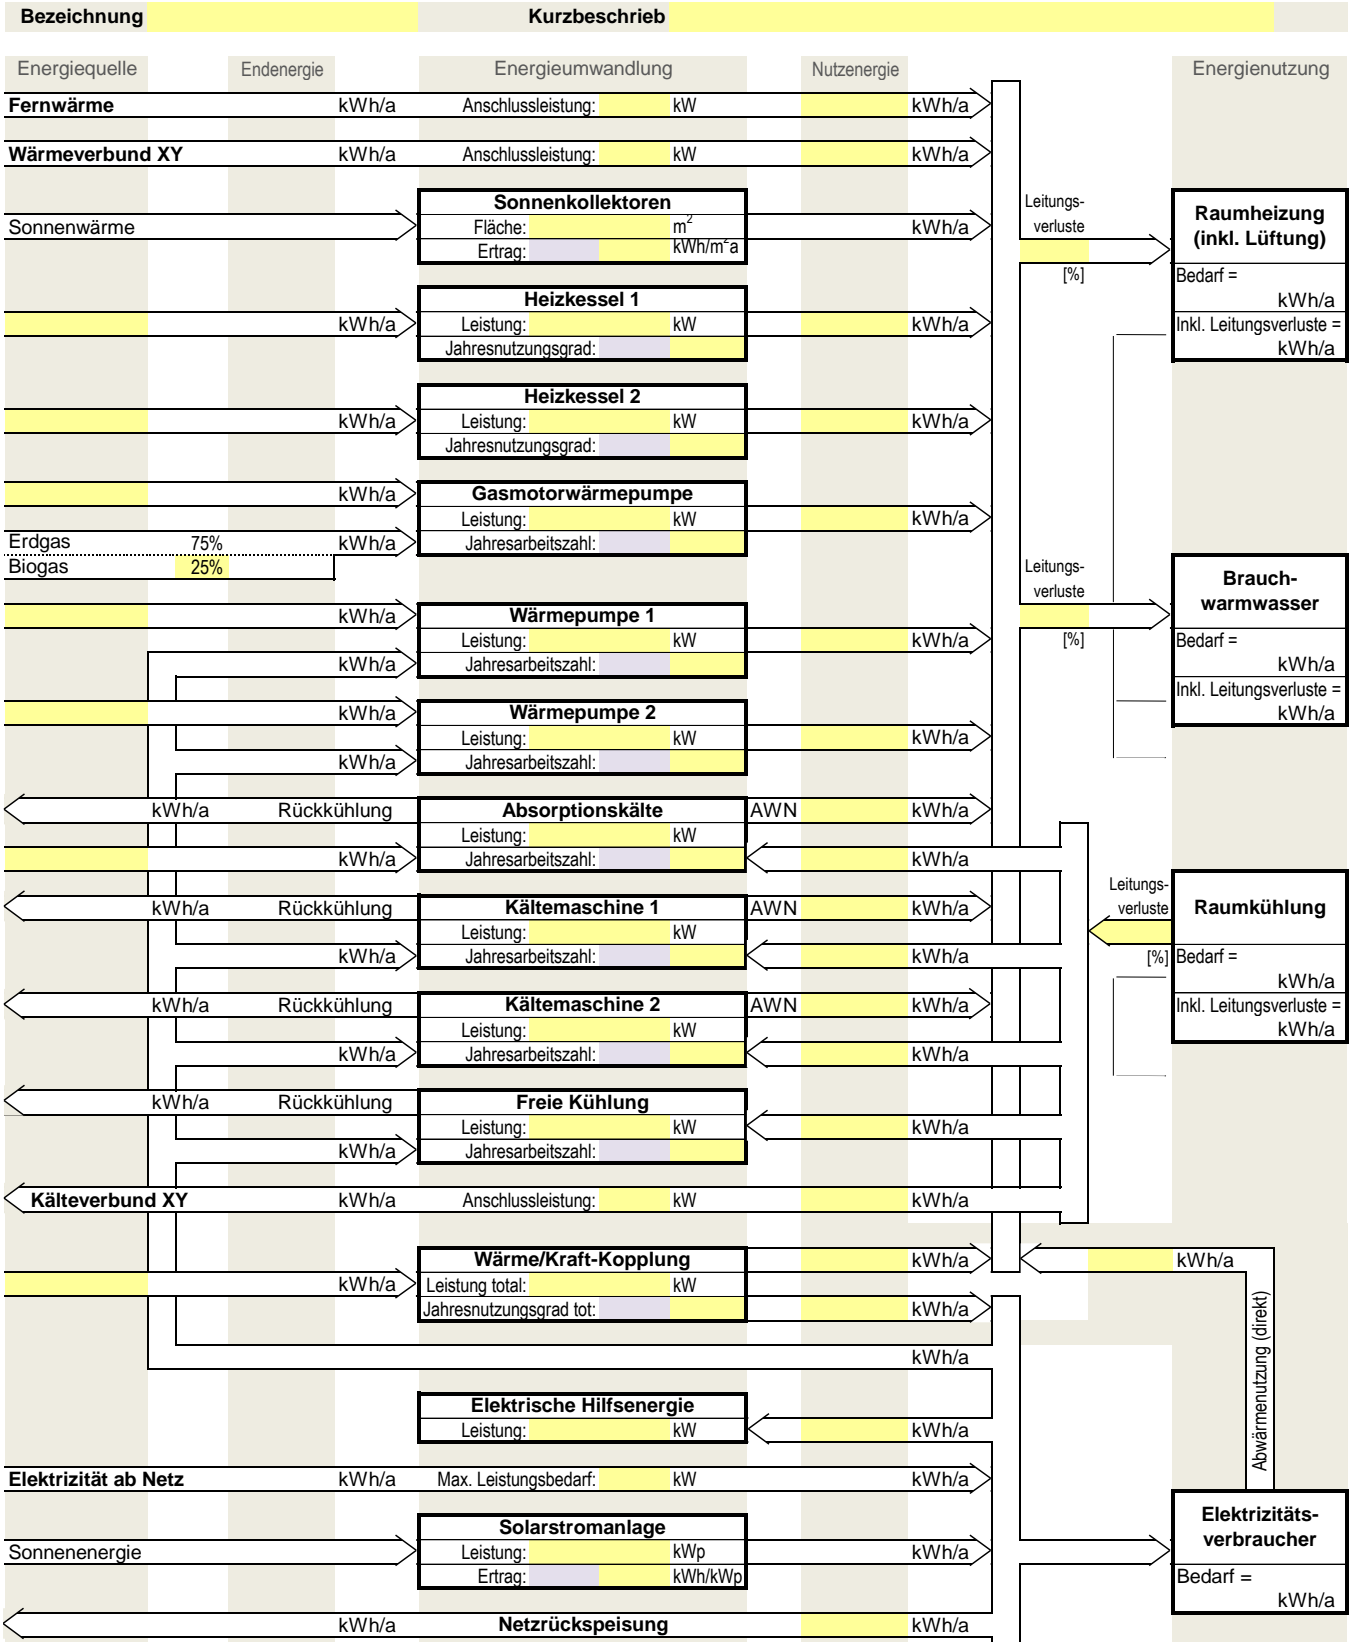 Bezeichnung Kurzbeschrieb
Energiequelle Endenergie Energieumwandlung Nutzenergie Energienutzung
Fernwärme kWh/a Anschlussleistung: kW kWh/a
Wärmeverbund XY kWh/a Anschlussleistung: kW kWh/a
Sonnenkollektoren
Sonnenwärme Fläche: m² kWh/a
Ertrag: kWh/m²a
Leitungs-
verluste
[%]
Raumheizung
(inkl. Lüftung)
Bedarf =
kWh/a
Inkl. Leitungsverluste =
kWh/a
Heizkessel 1
kWh/a Leistung: kW kWh/a
Jahresnutzungsgrad:
Heizkessel 2
kWh/a Leistung: kW kWh/a
Jahresnutzungsgrad:
kWh/a Gasmotorwärmepumpe
Leistung: kW kWh/a
Erdgas 75% kWh/a Jahresarbeitszahl:
Biogas 25%
Leitungs-
verluste
[%]
Brauch-
warmwasser
Bedarf =
kWh/a
Inkl. Leitungsverluste =
kWh/a
kWh/a Wärmepumpe 1
Leistung: kW kWh/a
kWh/a Jahresarbeitszahl:
kWh/a Wärmepumpe 2
Leistung: kW kWh/a
kWh/a Jahresarbeitszahl:
kWh/a Rückkühlung Absorptionskälte AWN kWh/a
Leistung: kW
kWh/a Jahresarbeitszahl: kWh/a
kWh/a Rückkühlung Kältemaschine 1 AWN kWh/a
Leistung: kW
kWh/a Jahresarbeitszahl: kWh/a
Leitungs-
verluste
[%]
Raumkühlung
Bedarf =
kWh/a
Inkl. Leitungsverluste =
kWh/a
kWh/a Rückkühlung Kältemaschine 2 AWN kWh/a
Leistung: kW
kWh/a Jahresarbeitszahl: kWh/a
kWh/a Rückkühlung Freie Kühlung
Leistung: kW kWh/a
kWh/a Jahresarbeitszahl:
Kälteverbund XY kWh/a Anschlussleistung: kW kWh/a
Wärme/Kraft-Kopplung kWh/a kWh/a
kWh/a Leistung total: kW
Jahresnutzungsgrad tot: kWh/a
Abwärmenutzung (direkt)
kWh/a
Elektrische Hilfsenergie
Leistung: kW kWh/a
Elektrizität ab Netz kWh/a Max. Leistungsbedarf: kW kWh/a
Solarstromanlage
Sonnenenergie Leistung: kWp kWh/a
Ertrag: kWh/kWp
Elektrizitäts-
verbraucher
Bedarf =
kWh/a
kWh/a Netzrückspeisung kWh/a